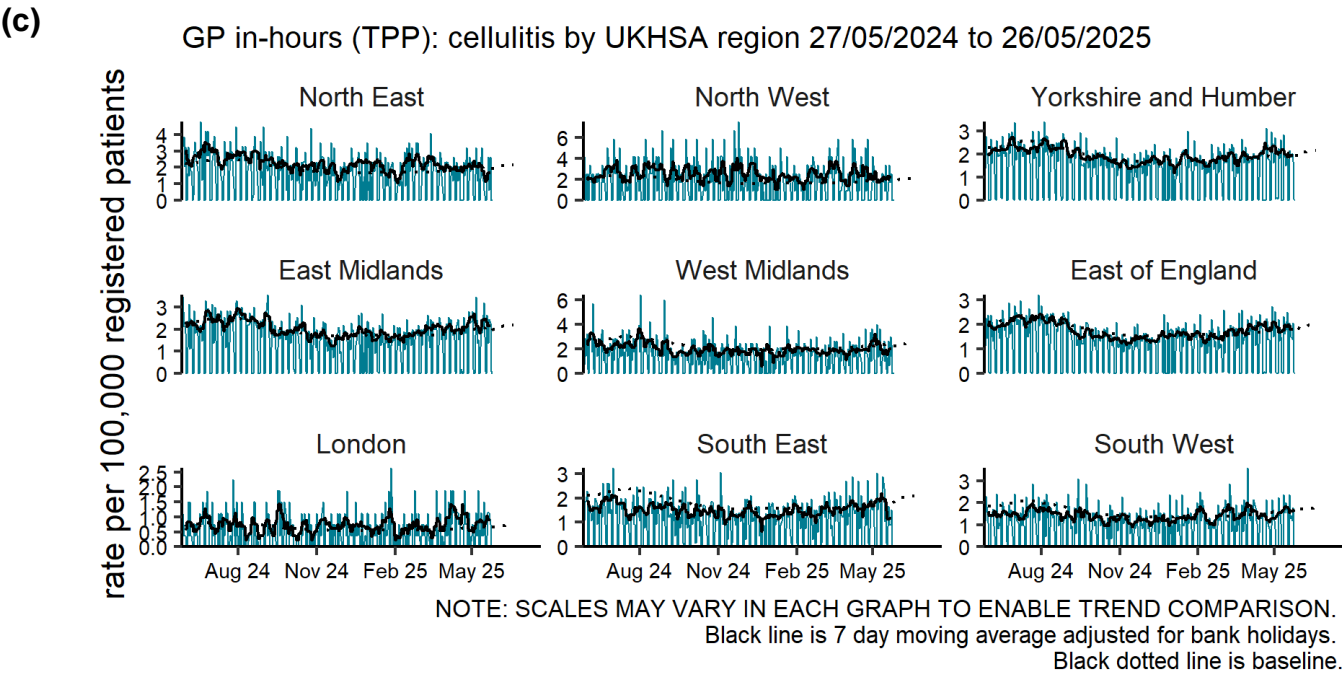 (c)
GP in-hours (TPP): cellulitis by UKHSA region 27/05/2024 to 26/05/2025
rate per 100,000 registered patients
North East
4
3
2
1
0
North West
6
4
2
0
Yorkshire and Humber
3
2
1
0
East Midlands
3
2
1
0
West Midlands
6
4
2
0
East of England
3
2
1
0
London
2.5
2.0
1.5
1.0
0.5
0.0
Aug 24 Nov 24 Feb 25 May 25
South East
3
2
1
0
Aug 24 Nov 24 Feb 25 May 25
South West
3
2
1
0
Aug 24 Nov 24 Feb 25 May 25
NOTE: SCALES MAY VARY IN EACH GRAPH TO ENABLE TREND COMPARISON.
Black line is 7 day moving average adjusted for bank holidays.
Black dotted line is baseline.